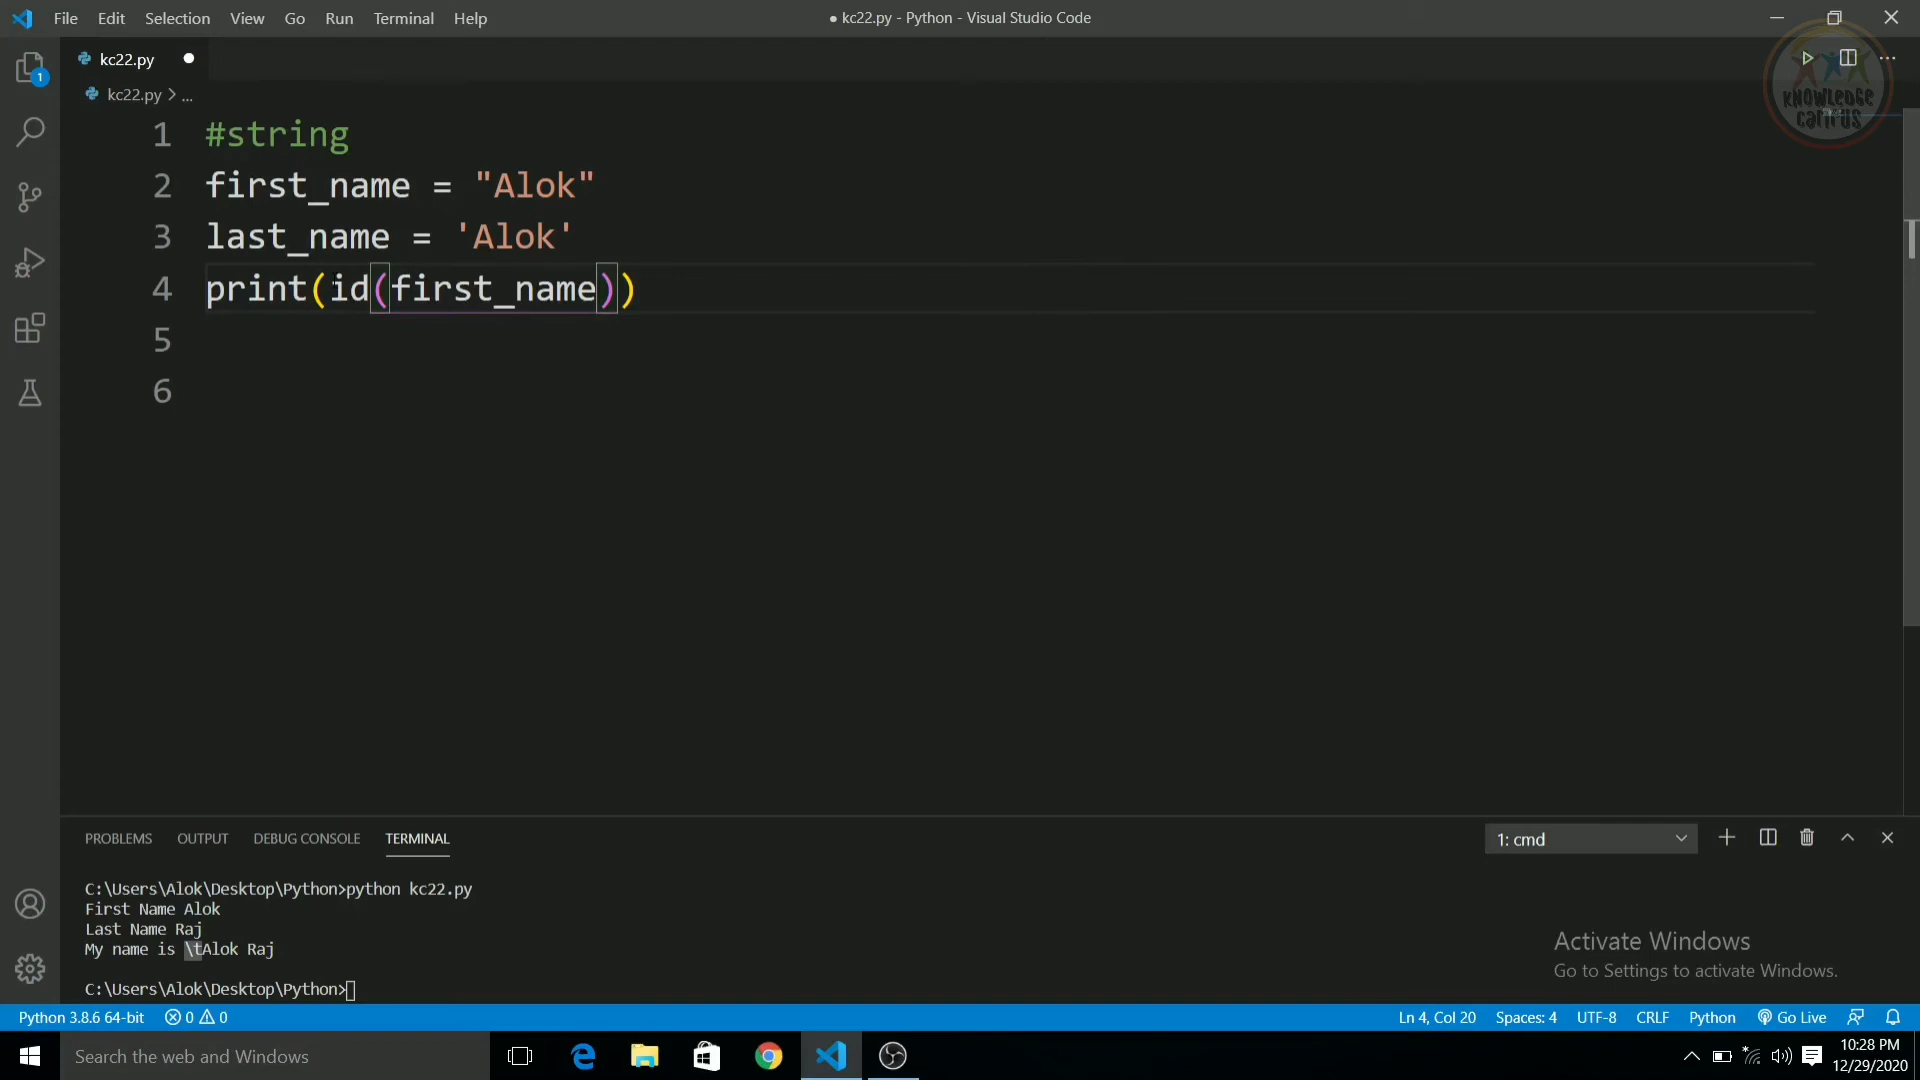 File Edit Selection View Go Run Terminal Help ● kc22.py - Python - Visual Studio Code
KNOWLEDGE
kc22.py
kc22.py > ...
1 #string
2 first_name = "Alok"
3 last_name = 'Alok'
4 print(id(first_name))
5
6
1
PROBLEMS OUTPUT DEBUG CONSOLE TERMINAL 1: cmd
C:\Users\Alok\Desktop\Python>python kc22.py
First Name Alok
Last Name Raj
My name is \tAlok Raj
C:\Users\Alok\Desktop\Python>
Activate Windows
Go to Settings to activate Windows.
Python 3.8.6 64-bit 0 0 Ln 4, Col 20 Spaces: 4 UTF-8 CRLF Python Go Live
Search the web and Windows
10:28 PM
12/29/2020